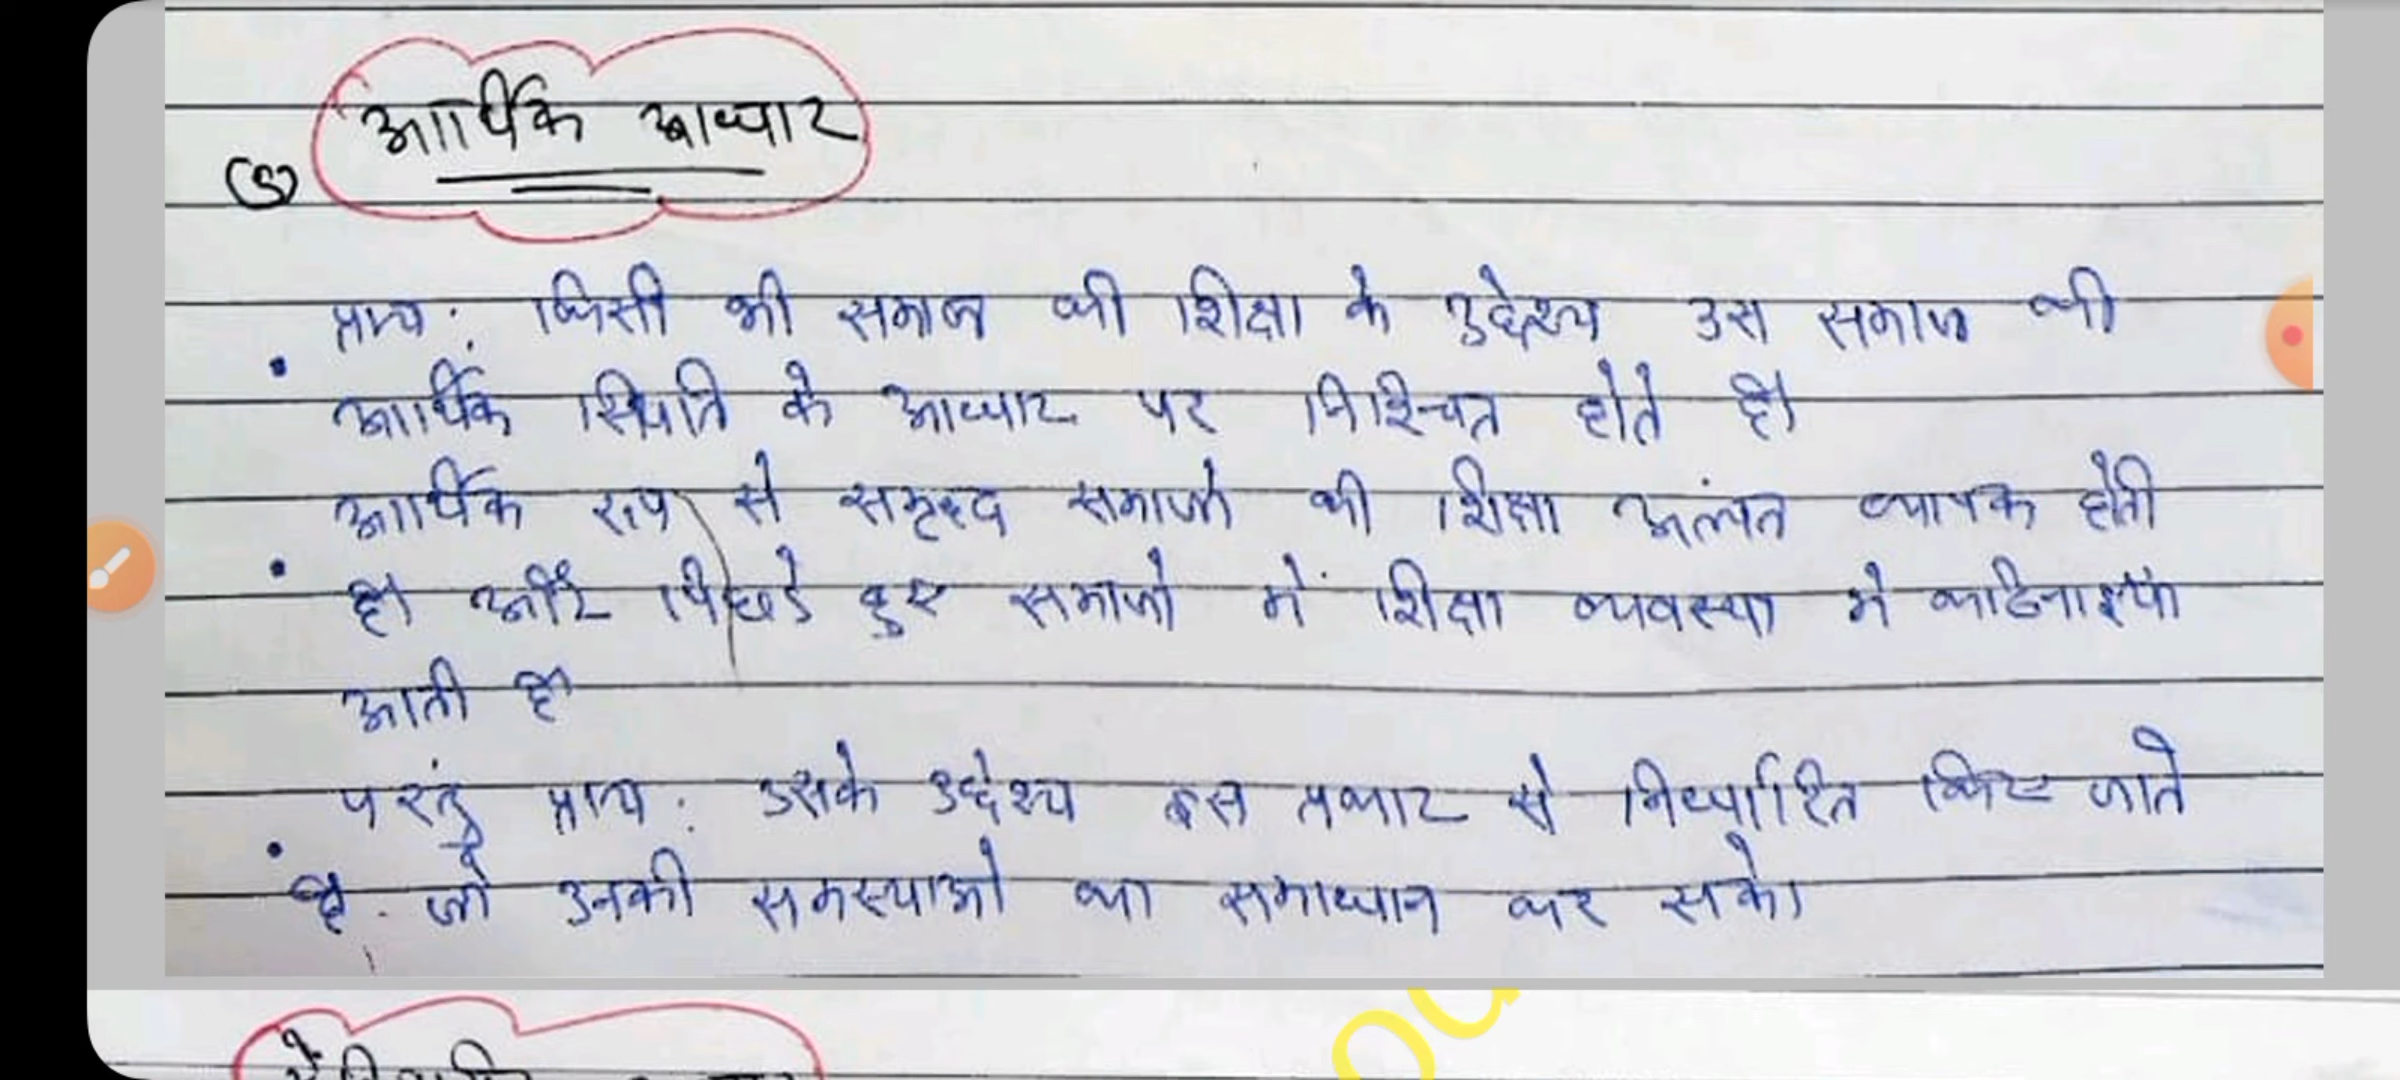 आर्थिक आधार
(5)
प्राय: किसी भी समाज की शिक्षा के उद्देश्य उस समाज की
आर्थिक स्थिति के आधार पर निश्चित होते है।
आर्थिक रुप से समृद्ध समाजो की शिक्षा अत्यंत व्यापक होती
है। और पिछडे हुए समाजो में शिक्षा व्यवस्था मे कठिनाइया
आती है
परंतु प्राय: उसके उद्देश्य इस प्रकार से निर्धारित किए जाते
है. जो उनकी समस्याओ का समाधान कर सके।